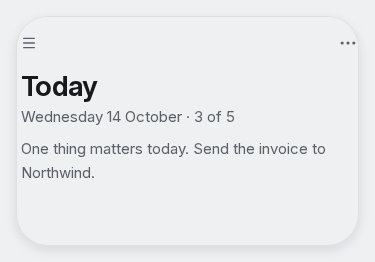 Today
Wednesday 14 October · 3 of 5
One thing matters today. Send the invoice to
Northwind.